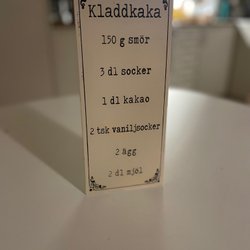 Kladdkaka
150 g smör
3 dl socker
1 dl kakao
2 tsk vaniljsocker
2 ägg
2 dl mjöl